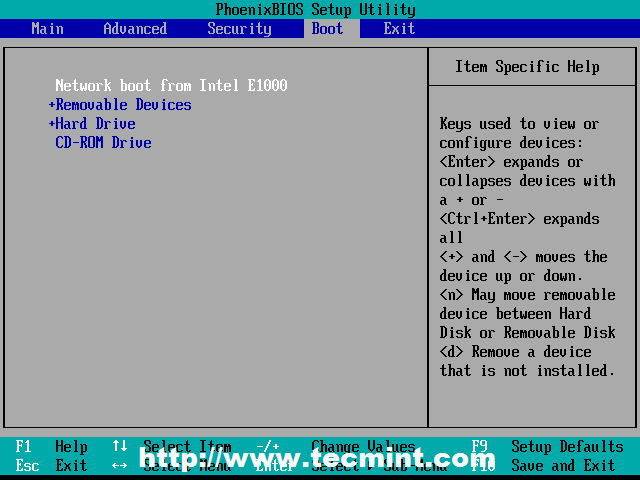 PhoenixBIOS Setup Utility
Main Advanced Security Boot Exit
Network boot from Intel E1000
+Removable Devices
+Hard Drive
CD-ROM Drive
Item Specific Help
Keys used to view or
configure devices:
<Enter> expands or
collapses devices with
a + or -
<Ctrl+Enter> expands
all
<+> and <-> moves the
device up or down.
<n> May move removable
device between Hard
Disk or Removable Disk
<d> Remove a device
that is not installed.
F1 Help ↑↓ Select Item -/+ Change Values F9 Setup Defaults
Esc Exit ↔ Select Menu Enter Select ▸ Sub-Menu F10 Save and Exit
http://www.tecmint.com